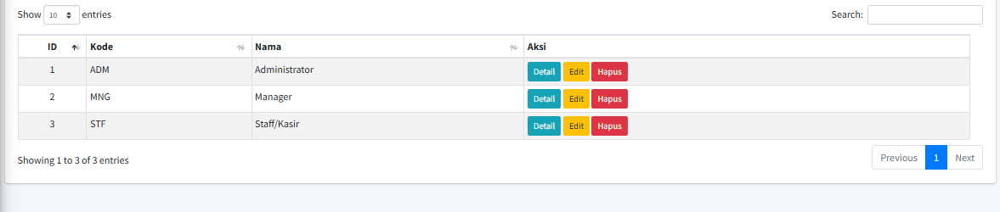 Show 10 entries Search:
ID Kode Nama Aksi
1 ADM Administrator Detail Edit Hapus
2 MNG Manager Detail Edit Hapus
3 STF Staff/Kasir Detail Edit Hapus
Showing 1 to 3 of 3 entries Previous 1 Next